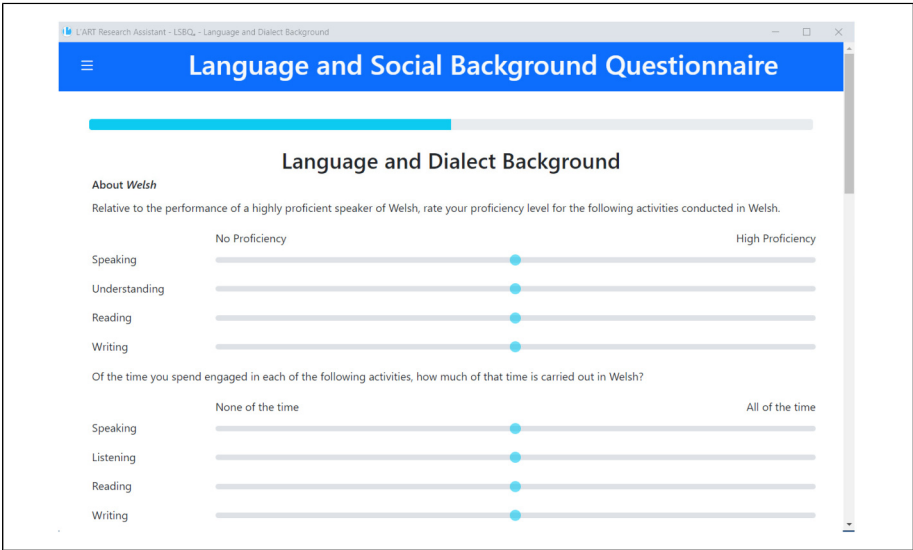 L'ART Research Assistant - LSBQe - Language and Dialect Background
Language and Social Background Questionnaire
Language and Dialect Background
About Welsh
Relative to the performance of a highly proficient speaker of Welsh, rate your proficiency level for the following activities conducted in Welsh.
No Proficiency High Proficiency
Speaking
Understanding
Reading
Writing
Of the time you spend engaged in each of the following activities, how much of that time is carried out in Welsh?
None of the time All of the time
Speaking
Listening
Reading
Writing